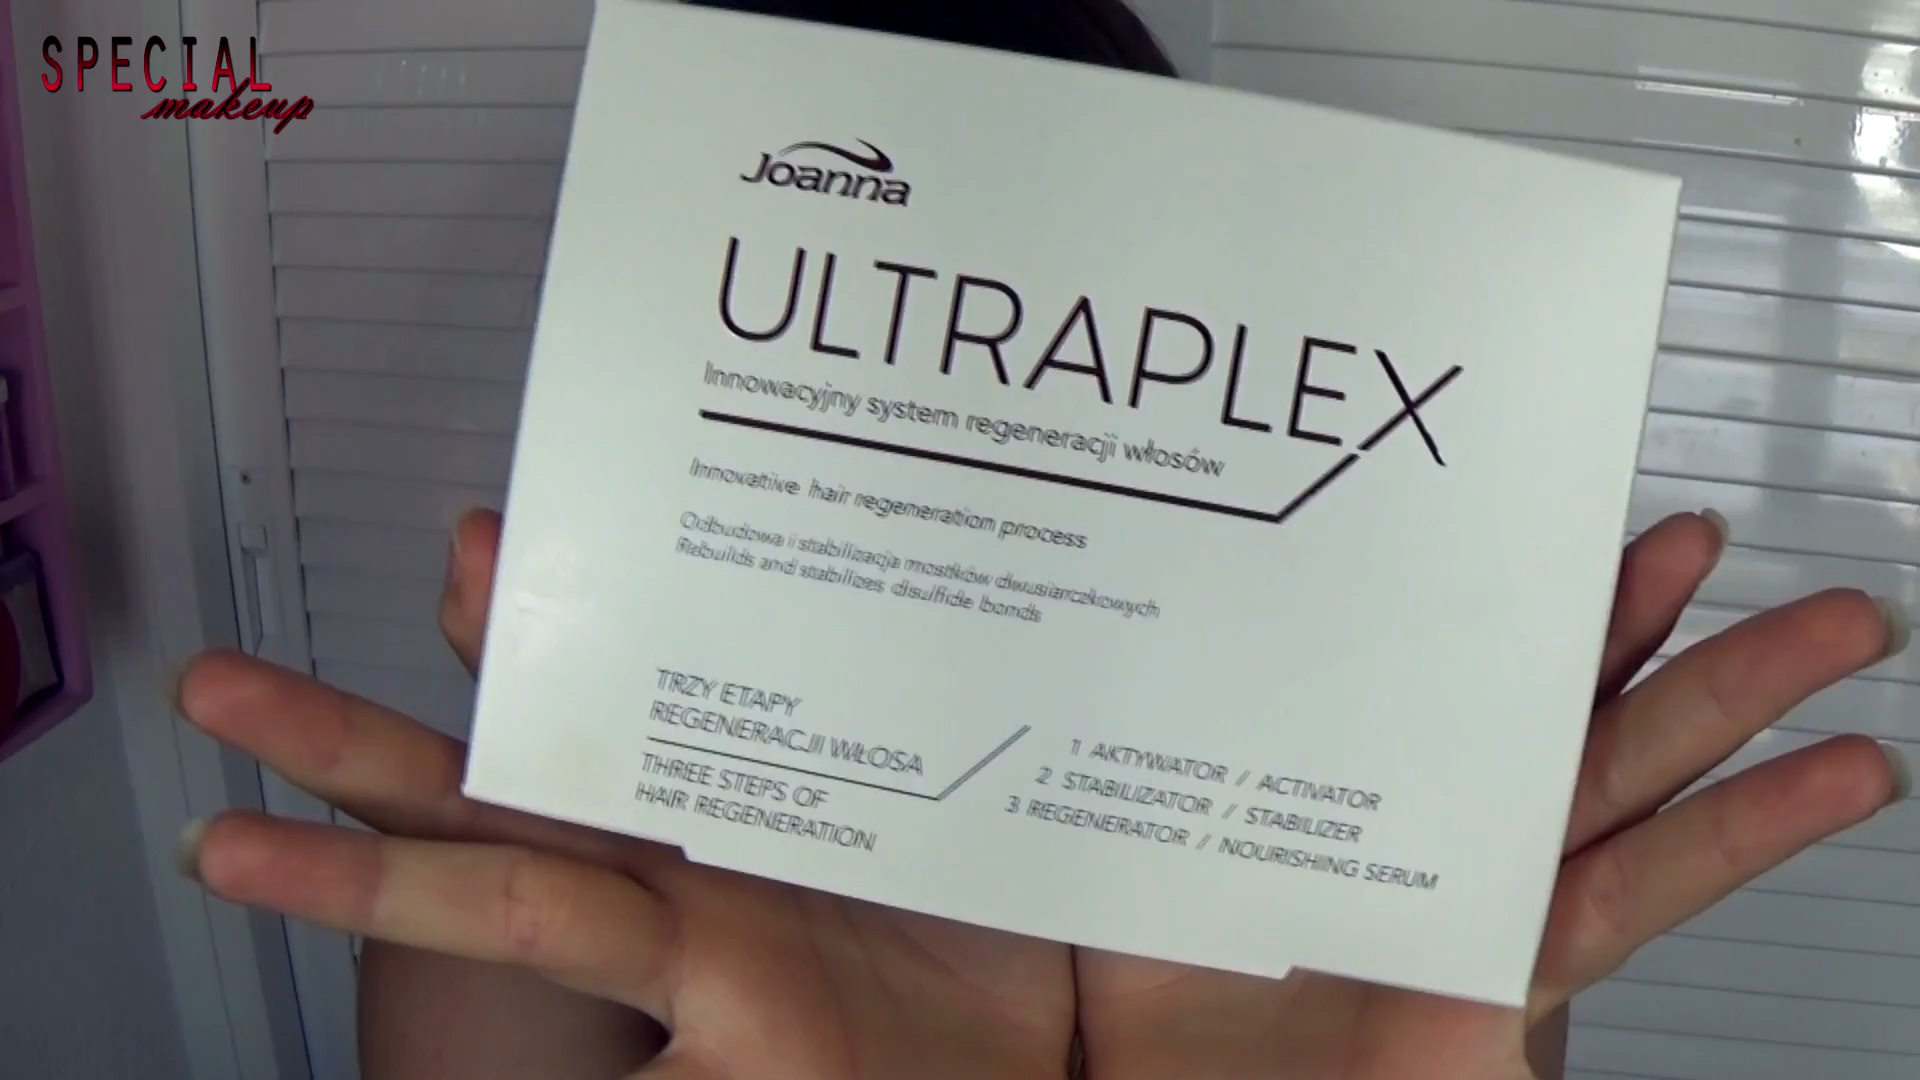 SPECIAL
makeup
Joanna
ULTRAPLEX
Innowacyjny system regeneracji włosów
Innovative hair regeneration process
Odbudowa i stabilizacja mostków dwusiarczkowych
Rebuilds and stabilizes disulfide bonds
TRZY ETAPY
REGENERACJI WŁOSA
THREE STEPS OF
HAIR REGENERATION
1 AKTYWATOR / ACTIVATOR
2 STABILIZATOR / STABILIZER
3 REGENERATOR / NOURISHING SERUM